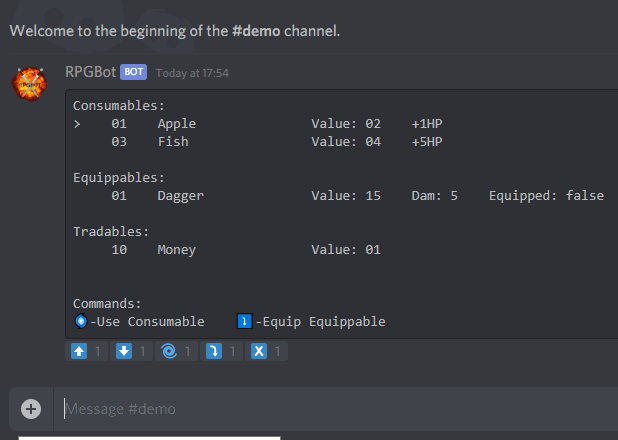 Welcome to the beginning of the #demo channel.
RPGBot BOT Today at 17:54
Consumables:
> 01 Apple Value: 02 +1HP
03 Fish Value: 04 +5HP
Equippables:
01 Dagger Value: 15 Dam: 5 Equipped: false
Tradables:
10 Money Value: 01
Commands:
-Use Consumable -Equip Equippable
1 1 1 1 X 1
Message #demo